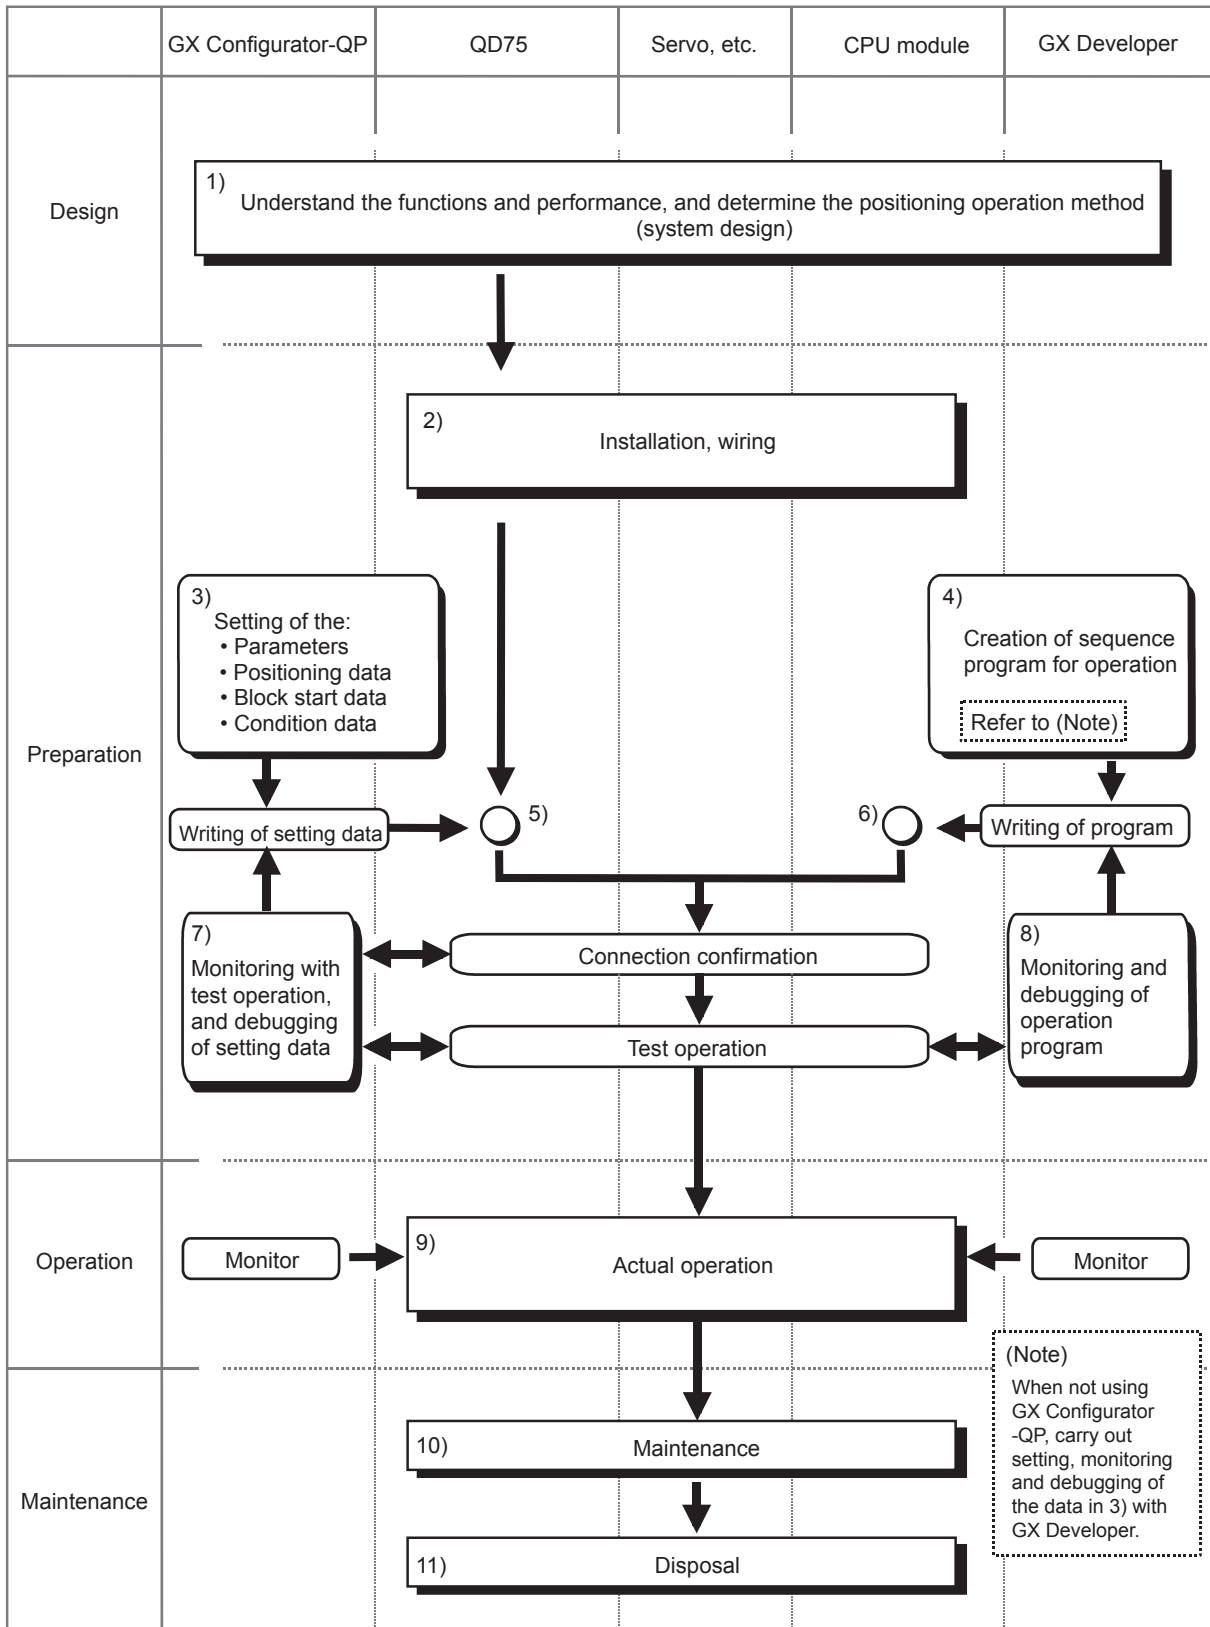 GX Configurator-QP
QD75
Servo, etc.
CPU module
GX Developer
Design
1)
Understand the functions and performance, and determine the positioning operation method
(system design)
Preparation
2)
Installation, wiring
3)
Setting of the:
• Parameters
• Positioning data
• Block start data
• Condition data
4)
Creation of sequence
program for operation
Refer to (Note)
Writing of setting data
5)
6)
Writing of program
7)
Monitoring with
test operation,
and debugging
of setting data
Connection confirmation
Test operation
8)
Monitoring and
debugging of
operation
program
Operation
Monitor
9)
Actual operation
Monitor
Maintenance
10)
Maintenance
11)
Disposal
(Note)
When not using
GX Configurator
-QP, carry out
setting, monitoring
and debugging of
the data in 3) with
GX Developer.